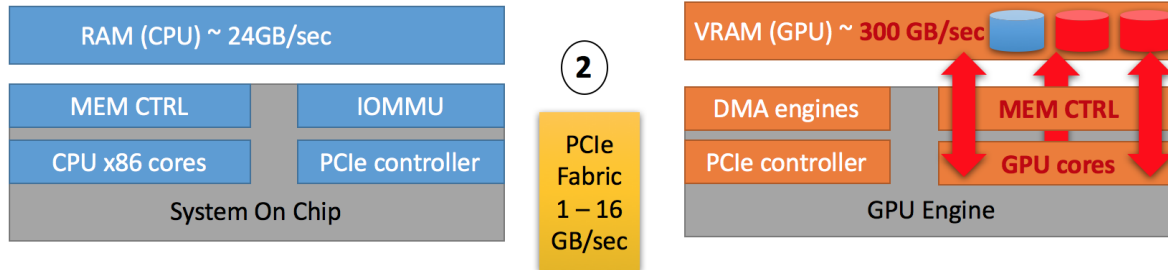 RAM (CPU) ~ 24GB/sec
MEM CTRL
IOMMU
CPU x86 cores
PCIe controller
System On Chip
2
PCIe
Fabric
1 – 16
GB/sec
VRAM (GPU) ~ 300 GB/sec
DMA engines
MEM CTRL
PCIe controller
GPU cores
GPU Engine